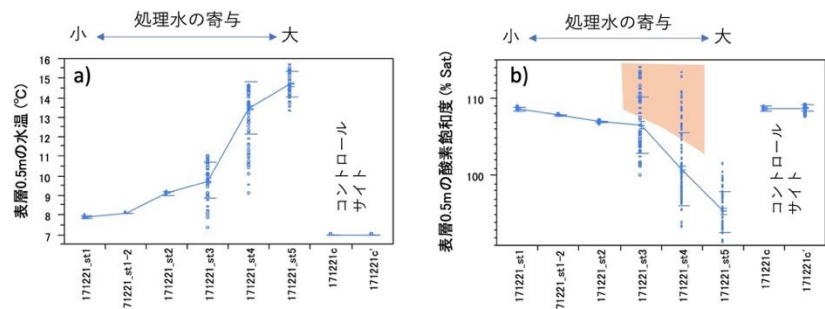 処理水の寄与
小 大
a)
表層0.5mの水温 (℃)
16
15
14
13
12
11
10
9
8
7
コントロール
サイト
171221_st1
71221_st1-2
171221_st2
171221_st3
171221_st4
171221_st5
171221c
171221c'
処理水の寄与
小 大
b)
表層0.5mの酸素飽和度 (% Sat)
110
100
コントロール
サイト
171221_st1
71221_st1-2
171221_st2
171221_st3
171221_st4
171221_st5
171221c
171221c'